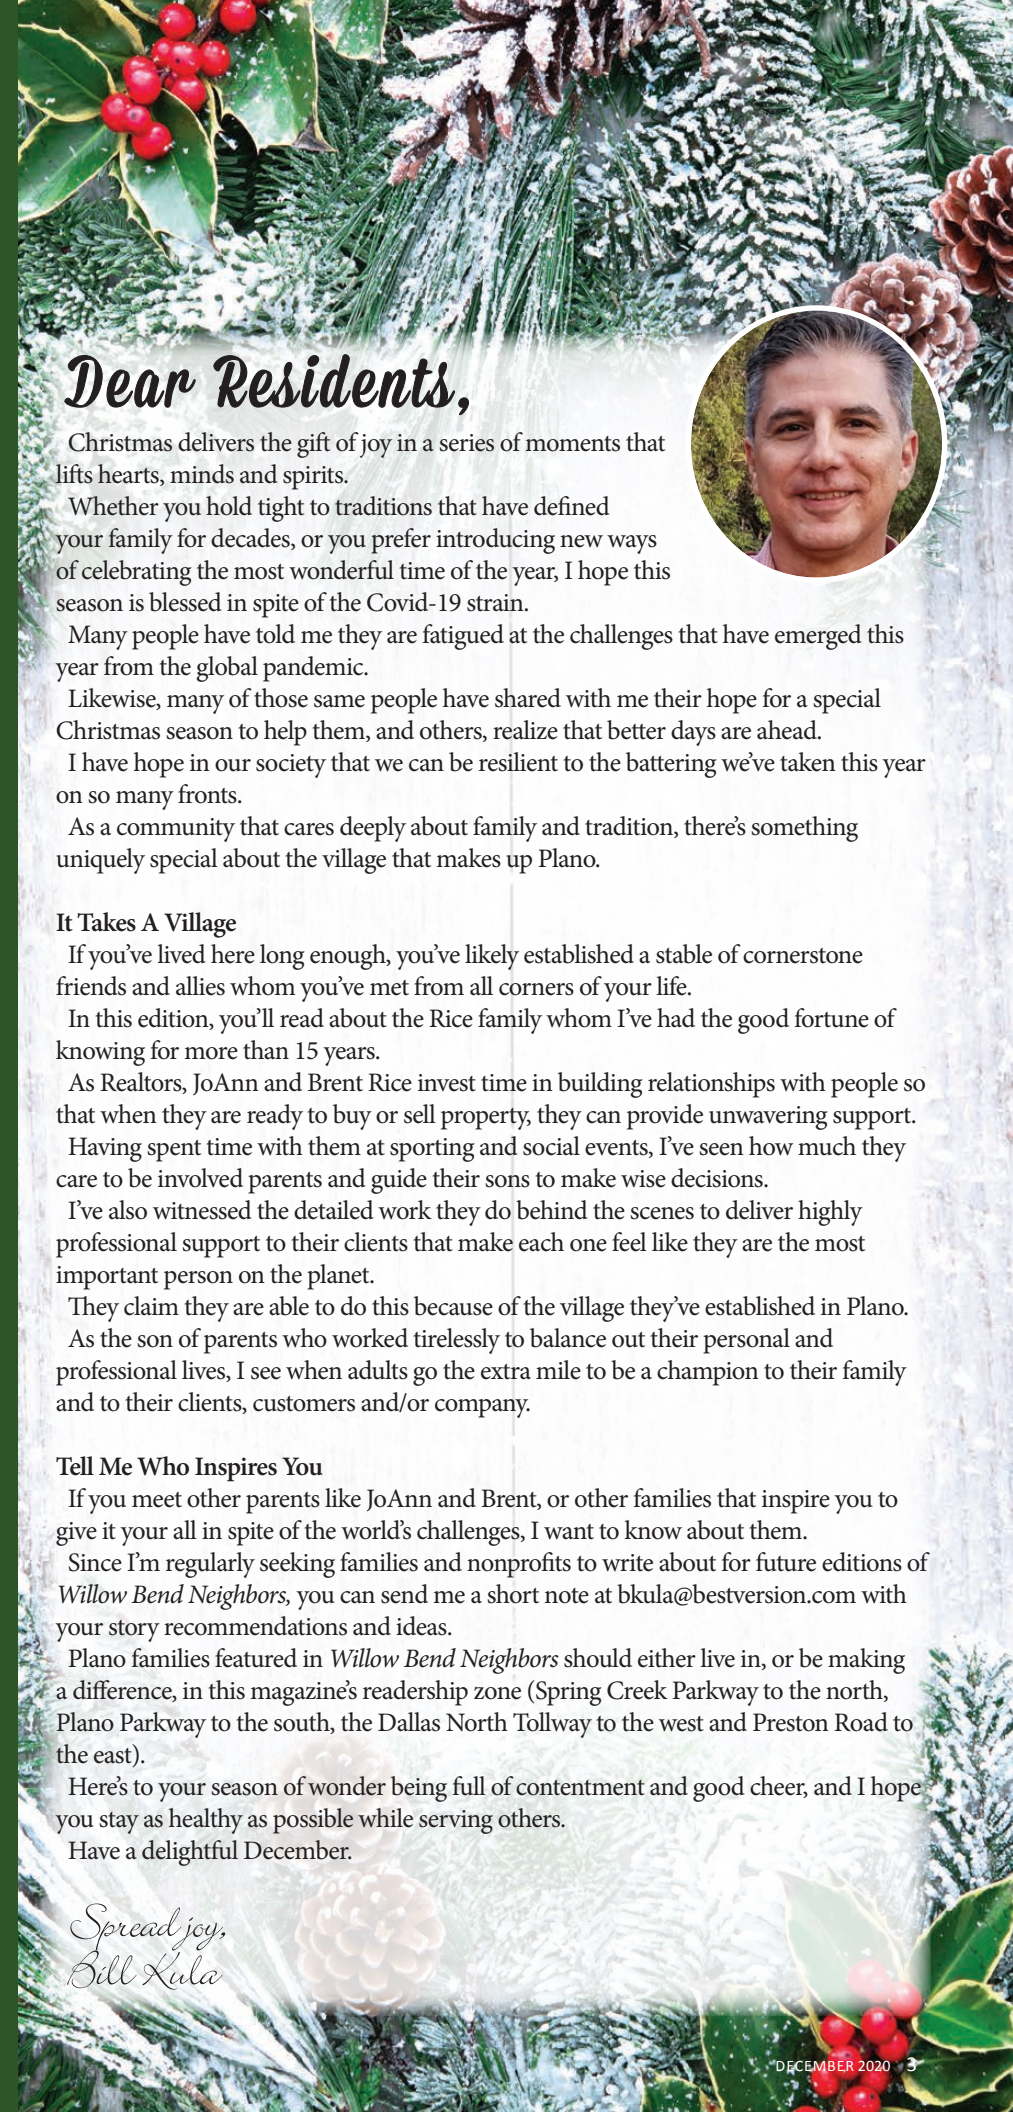 Dear Residents,
Christmas delivers the gift of joy in a series of moments that
lifts hearts, minds and spirits.
Whether you hold tight to traditions that have defined
your family for decades, or you prefer introducing new ways
of celebrating the most wonderful time of the year, I hope this
season is blessed in spite of the Covid-19 strain.
Many people have told me they are fatigued at the challenges that have emerged this
year from the global pandemic.
Likewise, many of those same people have shared with me their hope for a special
Christmas season to help them, and others, realize that better days are ahead.
I have hope in our society that we can be resilient to the battering we’ve taken this year
on so many fronts.
As a community that cares deeply about family and tradition, there’s something
uniquely special about the village that makes up Plano.
It Takes A Village
If you’ve lived here long enough, you’ve likely established a stable of cornerstone
friends and allies whom you’ve met from all corners of your life.
In this edition, you’ll read about the Rice family whom I’ve had the good fortune of
knowing for more than 15 years.
As Realtors, JoAnn and Brent Rice invest time in building relationships with people so
that when they are ready to buy or sell property, they can provide unwavering support.
Having spent time with them at sporting and social events, I’ve seen how much they
care to be involved parents and guide their sons to make wise decisions.
I’ve also witnessed the detailed work they do behind the scenes to deliver highly
professional support to their clients that make each one feel like they are the most
important person on the planet.
They claim they are able to do this because of the village they’ve established in Plano.
As the son of parents who worked tirelessly to balance out their personal and
professional lives, I see when adults go the extra mile to be a champion to their family
and to their clients, customers and/or company.
Tell Me Who Inspires You
If you meet other parents like JoAnn and Brent, or other families that inspire you to
give it your all in spite of the world’s challenges, I want to know about them.
Since I’m regularly seeking families and nonprofits to write about for future editions of
Willow Bend Neighbors, you can send me a short note at bkula@bestversion.com with
your story recommendations and ideas.
Plano families featured in Willow Bend Neighbors should either live in, or be making
a difference, in this magazine’s readership zone (Spring Creek Parkway to the north,
Plano Parkway to the south, the Dallas North Tollway to the west and Preston Road to
the east).
Here’s to your season of wonder being full of contentment and good cheer, and I hope
you stay as healthy as possible while serving others.
Have a delightful December.
Spread joy,
Bill Kula
DECEMBER 2020 3